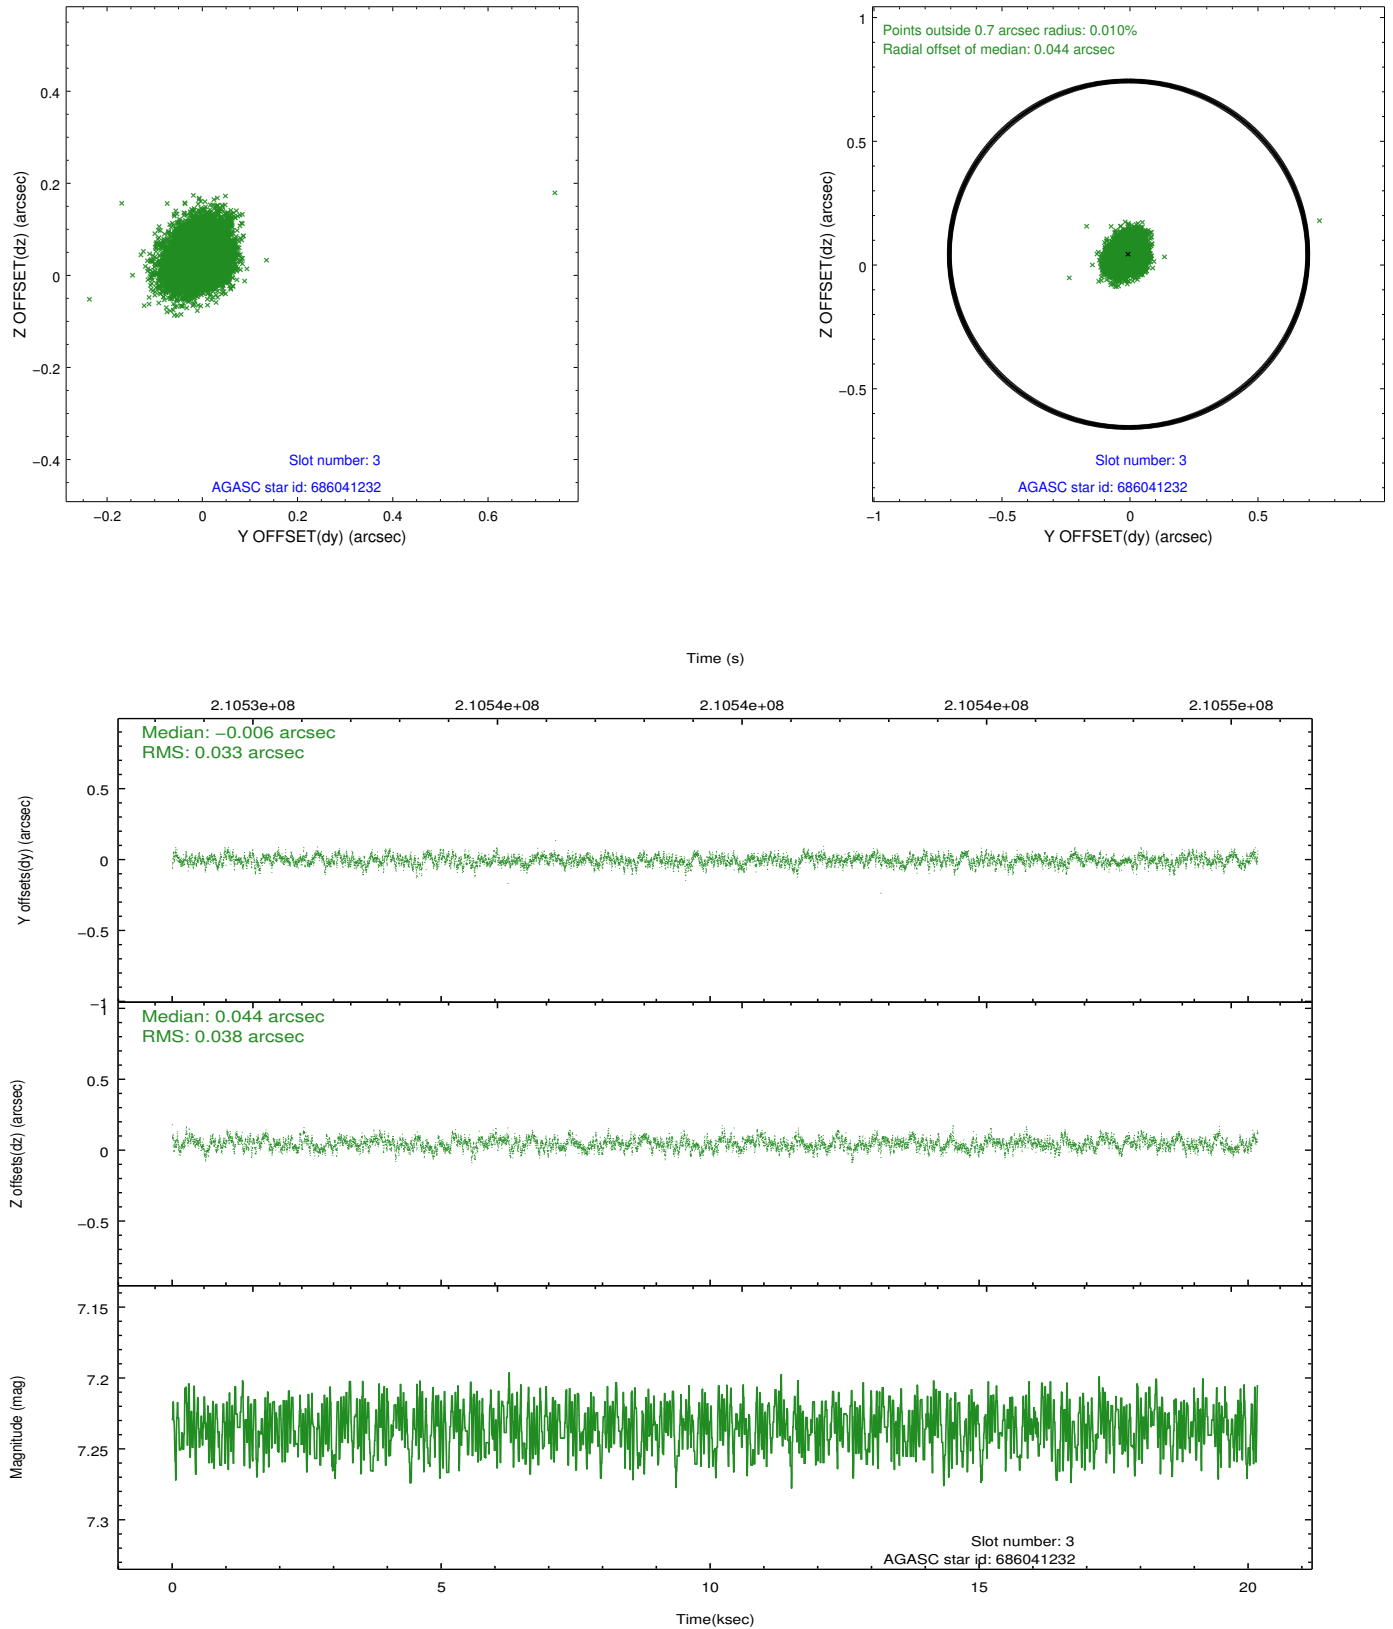 0.4
0.2
0
−0.2
−0.4
Z OFFSET(dz) (arcsec)
Slot number: 3
AGASC star id: 686041232
−0.2 0 0.2 0.4 0.6
Y OFFSET(dy) (arcsec)
Points outside 0.7 arcsec radius: 0.010%
Radial offset of median: 0.044 arcsec
1
0.5
0
−0.5
Z OFFSET(dz) (arcsec)
Slot number: 3
AGASC star id: 686041232
−1 −0.5 0 0.5
Y OFFSET(dy) (arcsec)
Time (s)
2.1053e+08 2.1054e+08 2.1054e+08 2.1054e+08 2.1055e+08
Median: −0.006 arcsec
RMS: 0.033 arcsec
0.5
0
−0.5
−1
Y offsets(dy) (arcsec)
Median: 0.044 arcsec
RMS: 0.038 arcsec
1
0.5
0
−0.5
Z offsets(dz) (arcsec)
7.15
7.2
7.25
7.3
Magnitude (mag)
Slot number: 3
AGASC star id: 686041232
0 5 10 15 20
Time(ksec)